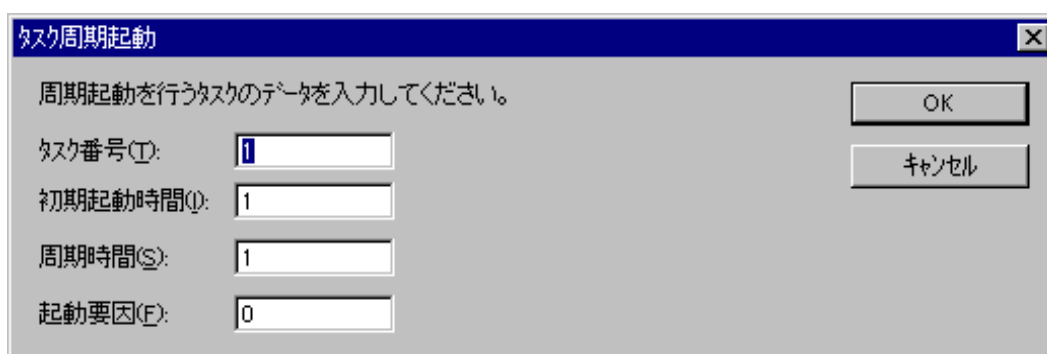 タスク周期起動
周期起動を行うタスクのデータを入力してください。
OK
タスク番号(T): 1
キャンセル
初期起動時間(I): 1
周期時間(S): 1
起動要因(F): 0